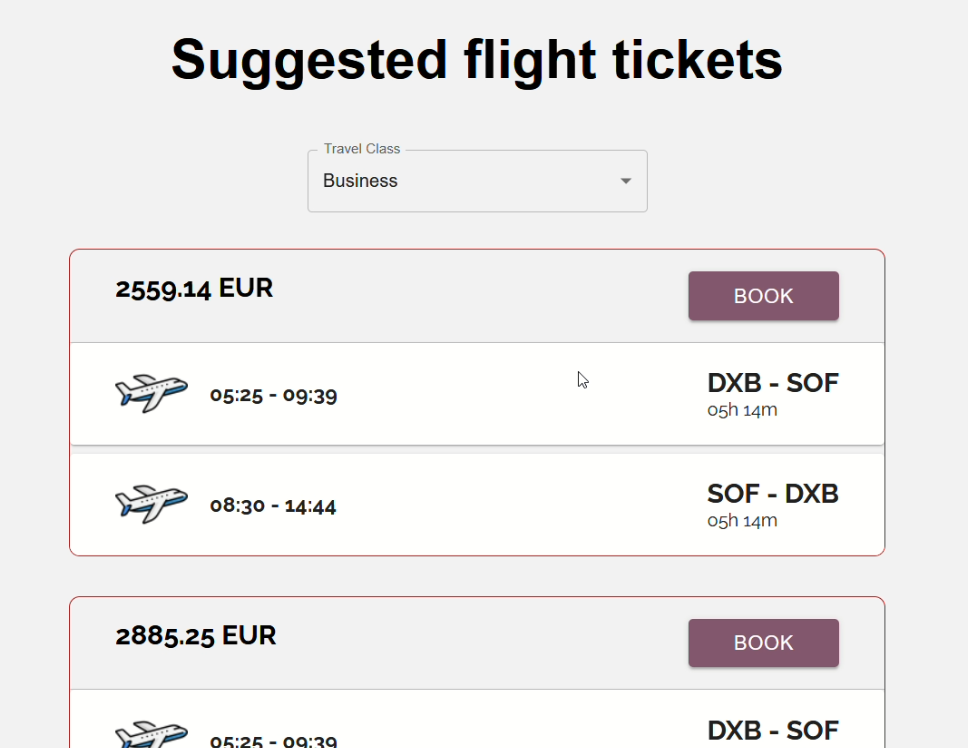 Suggested flight tickets
Travel Class
Business
2559.14 EUR
BOOK
05:25 - 09:39
DXB - SOF
05h 14m
08:30 - 14:44
SOF - DXB
05h 14m
2885.25 EUR
BOOK
05:25 - 09:39
DXB - SOF